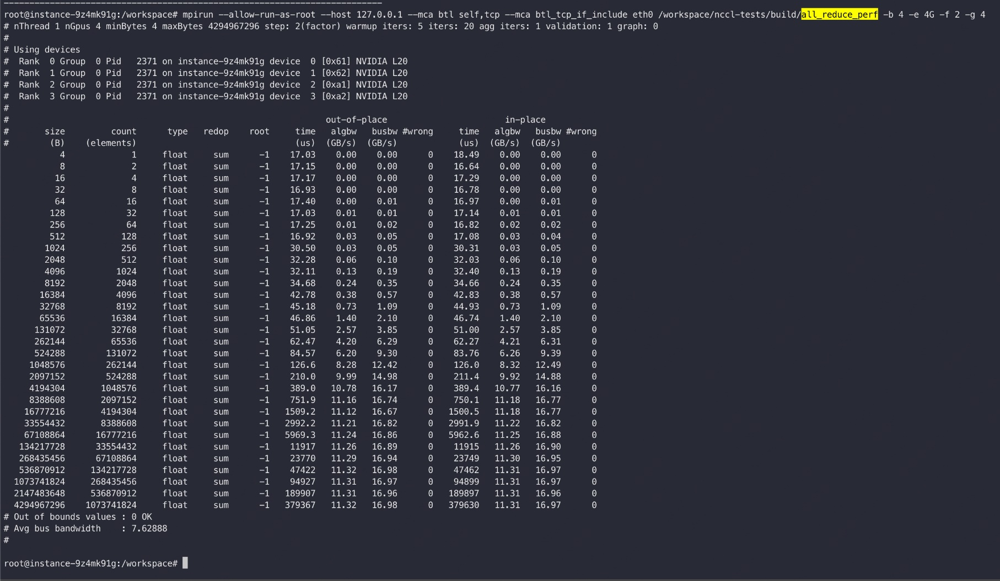 root@instance-9z4mk91g:/workspace# mpirun --allow-run-as-root --host 127.0.0.1 --mca btl self,tcp --mca btl_tcp_if_include eth0 /workspace/nccl-tests/build/all_reduce_perf -b 4 -e 4G -f 2 -g 4
# nThread 1 nGpus 4 minBytes 4 maxBytes 4294967296 step: 2(factor) warmup iters: 5 iters: 20 agg iters: 1 validation: 1 graph: 0
#
# Using devices
#  Rank  0 Group  0 Pid   2371 on instance-9z4mk91g device  0 [0x61] NVIDIA L20
#  Rank  1 Group  0 Pid   2371 on instance-9z4mk91g device  1 [0x62] NVIDIA L20
#  Rank  2 Group  0 Pid   2371 on instance-9z4mk91g device  2 [0xa1] NVIDIA L20
#  Rank  3 Group  0 Pid   2371 on instance-9z4mk91g device  3 [0xa2] NVIDIA L20
#
# out-of-place in-place
# size count type redop root time algbw busbw #wrong time algbw busbw #wrong
# (B) (elements) (us) (GB/s) (GB/s) (us) (GB/s) (GB/s)
4 1 float sum -1 17.03 0.00 0.00 0 18.49 0.00 0.00 0
8 2 float sum -1 17.15 0.00 0.00 0 16.64 0.00 0.00 0
16 4 float sum -1 17.17 0.00 0.00 0 17.29 0.00 0.00 0
32 8 float sum -1 16.93 0.00 0.00 0 16.78 0.00 0.00 0
64 16 float sum -1 17.40 0.00 0.01 0 16.97 0.00 0.01 0
128 32 float sum -1 17.03 0.01 0.01 0 17.14 0.01 0.01 0
256 64 float sum -1 17.25 0.01 0.02 0 16.82 0.02 0.02 0
512 128 float sum -1 16.92 0.03 0.05 0 17.08 0.03 0.04 0
1024 256 float sum -1 30.50 0.03 0.05 0 30.31 0.03 0.05 0
2048 512 float sum -1 32.28 0.06 0.10 0 32.03 0.06 0.10 0
4096 1024 float sum -1 32.11 0.13 0.19 0 32.40 0.13 0.19 0
8192 2048 float sum -1 34.68 0.24 0.35 0 34.66 0.24 0.35 0
16384 4096 float sum -1 42.78 0.38 0.57 0 42.83 0.38 0.57 0
32768 8192 float sum -1 45.18 0.73 1.09 0 44.93 0.73 1.09 0
65536 16384 float sum -1 46.86 1.40 2.10 0 46.74 1.40 2.10 0
131072 32768 float sum -1 51.05 2.57 3.85 0 51.00 2.57 3.85 0
262144 65536 float sum -1 62.47 4.20 6.29 0 62.27 4.21 6.31 0
524288 131072 float sum -1 84.57 6.20 9.30 0 83.76 6.26 9.39 0
1048576 262144 float sum -1 126.6 8.28 12.42 0 126.0 8.32 12.49 0
2097152 524288 float sum -1 210.0 9.99 14.98 0 211.4 9.92 14.88 0
4194304 1048576 float sum -1 389.0 10.78 16.17 0 389.4 10.77 16.16 0
8388608 2097152 float sum -1 751.9 11.16 16.74 0 750.1 11.18 16.77 0
16777216 4194304 float sum -1 1509.2 11.12 16.67 0 1500.5 11.18 16.77 0
33554432 8388608 float sum -1 2992.2 11.21 16.82 0 2991.9 11.22 16.82 0
67108864 16777216 float sum -1 5969.3 11.24 16.86 0 5962.6 11.25 16.88 0
134217728 33554432 float sum -1 11917 11.26 16.89 0 11915 11.26 16.90 0
268435456 67108864 float sum -1 23770 11.29 16.94 0 23749 11.30 16.95 0
536870912 134217728 float sum -1 47422 11.32 16.98 0 47462 11.31 16.97 0
1073741824 268435456 float sum -1 94927 11.31 16.97 0 94899 11.31 16.97 0
2147483648 536870912 float sum -1 189907 11.31 16.96 0 189897 11.31 16.96 0
4294967296 1073741824 float sum -1 379367 11.32 16.98 0 379630 11.31 16.97 0
# Out of bounds values : 0 OK
# Avg bus bandwidth    : 7.62888
#
root@instance-9z4mk91g:/workspace#